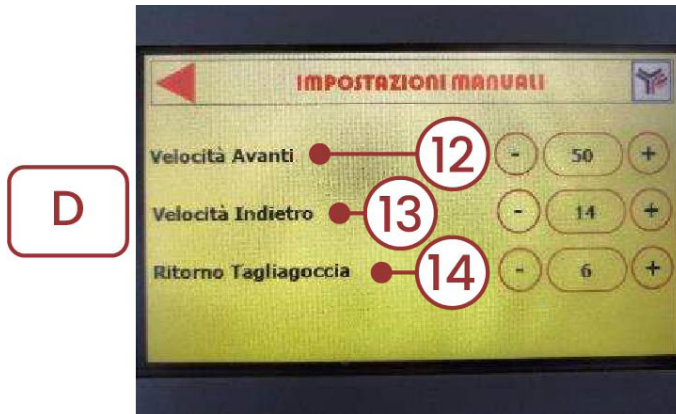 IMPOSTAZIONI MANUALI
Velocità Avanti 12 - 50 +
D
Velocità Indietro 13 - 14 +
Ritorno Tagliagoccia 14 - 6 +